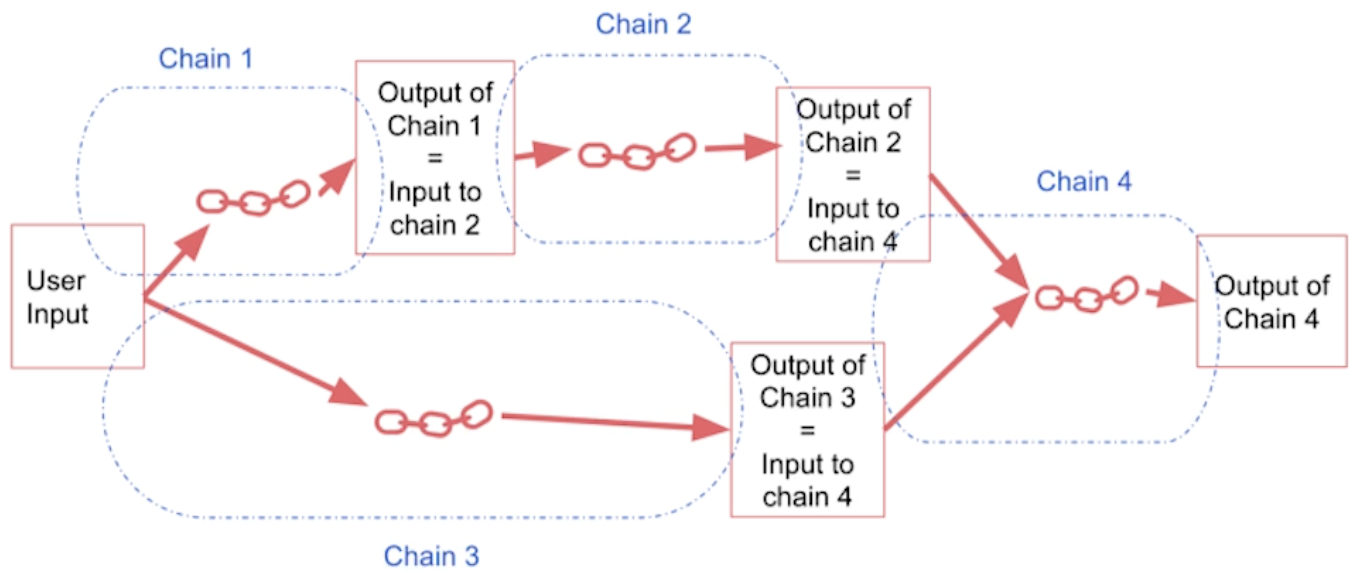 Chain 2
Chain 1
Output of
Chain 1
=
Input to
chain 2
Output of
Chain 2
=
Input to
chain 4
Chain 4
User
Input
Output of
Chain 4
Output of
Chain 3
=
Input to
chain 4
Chain 3